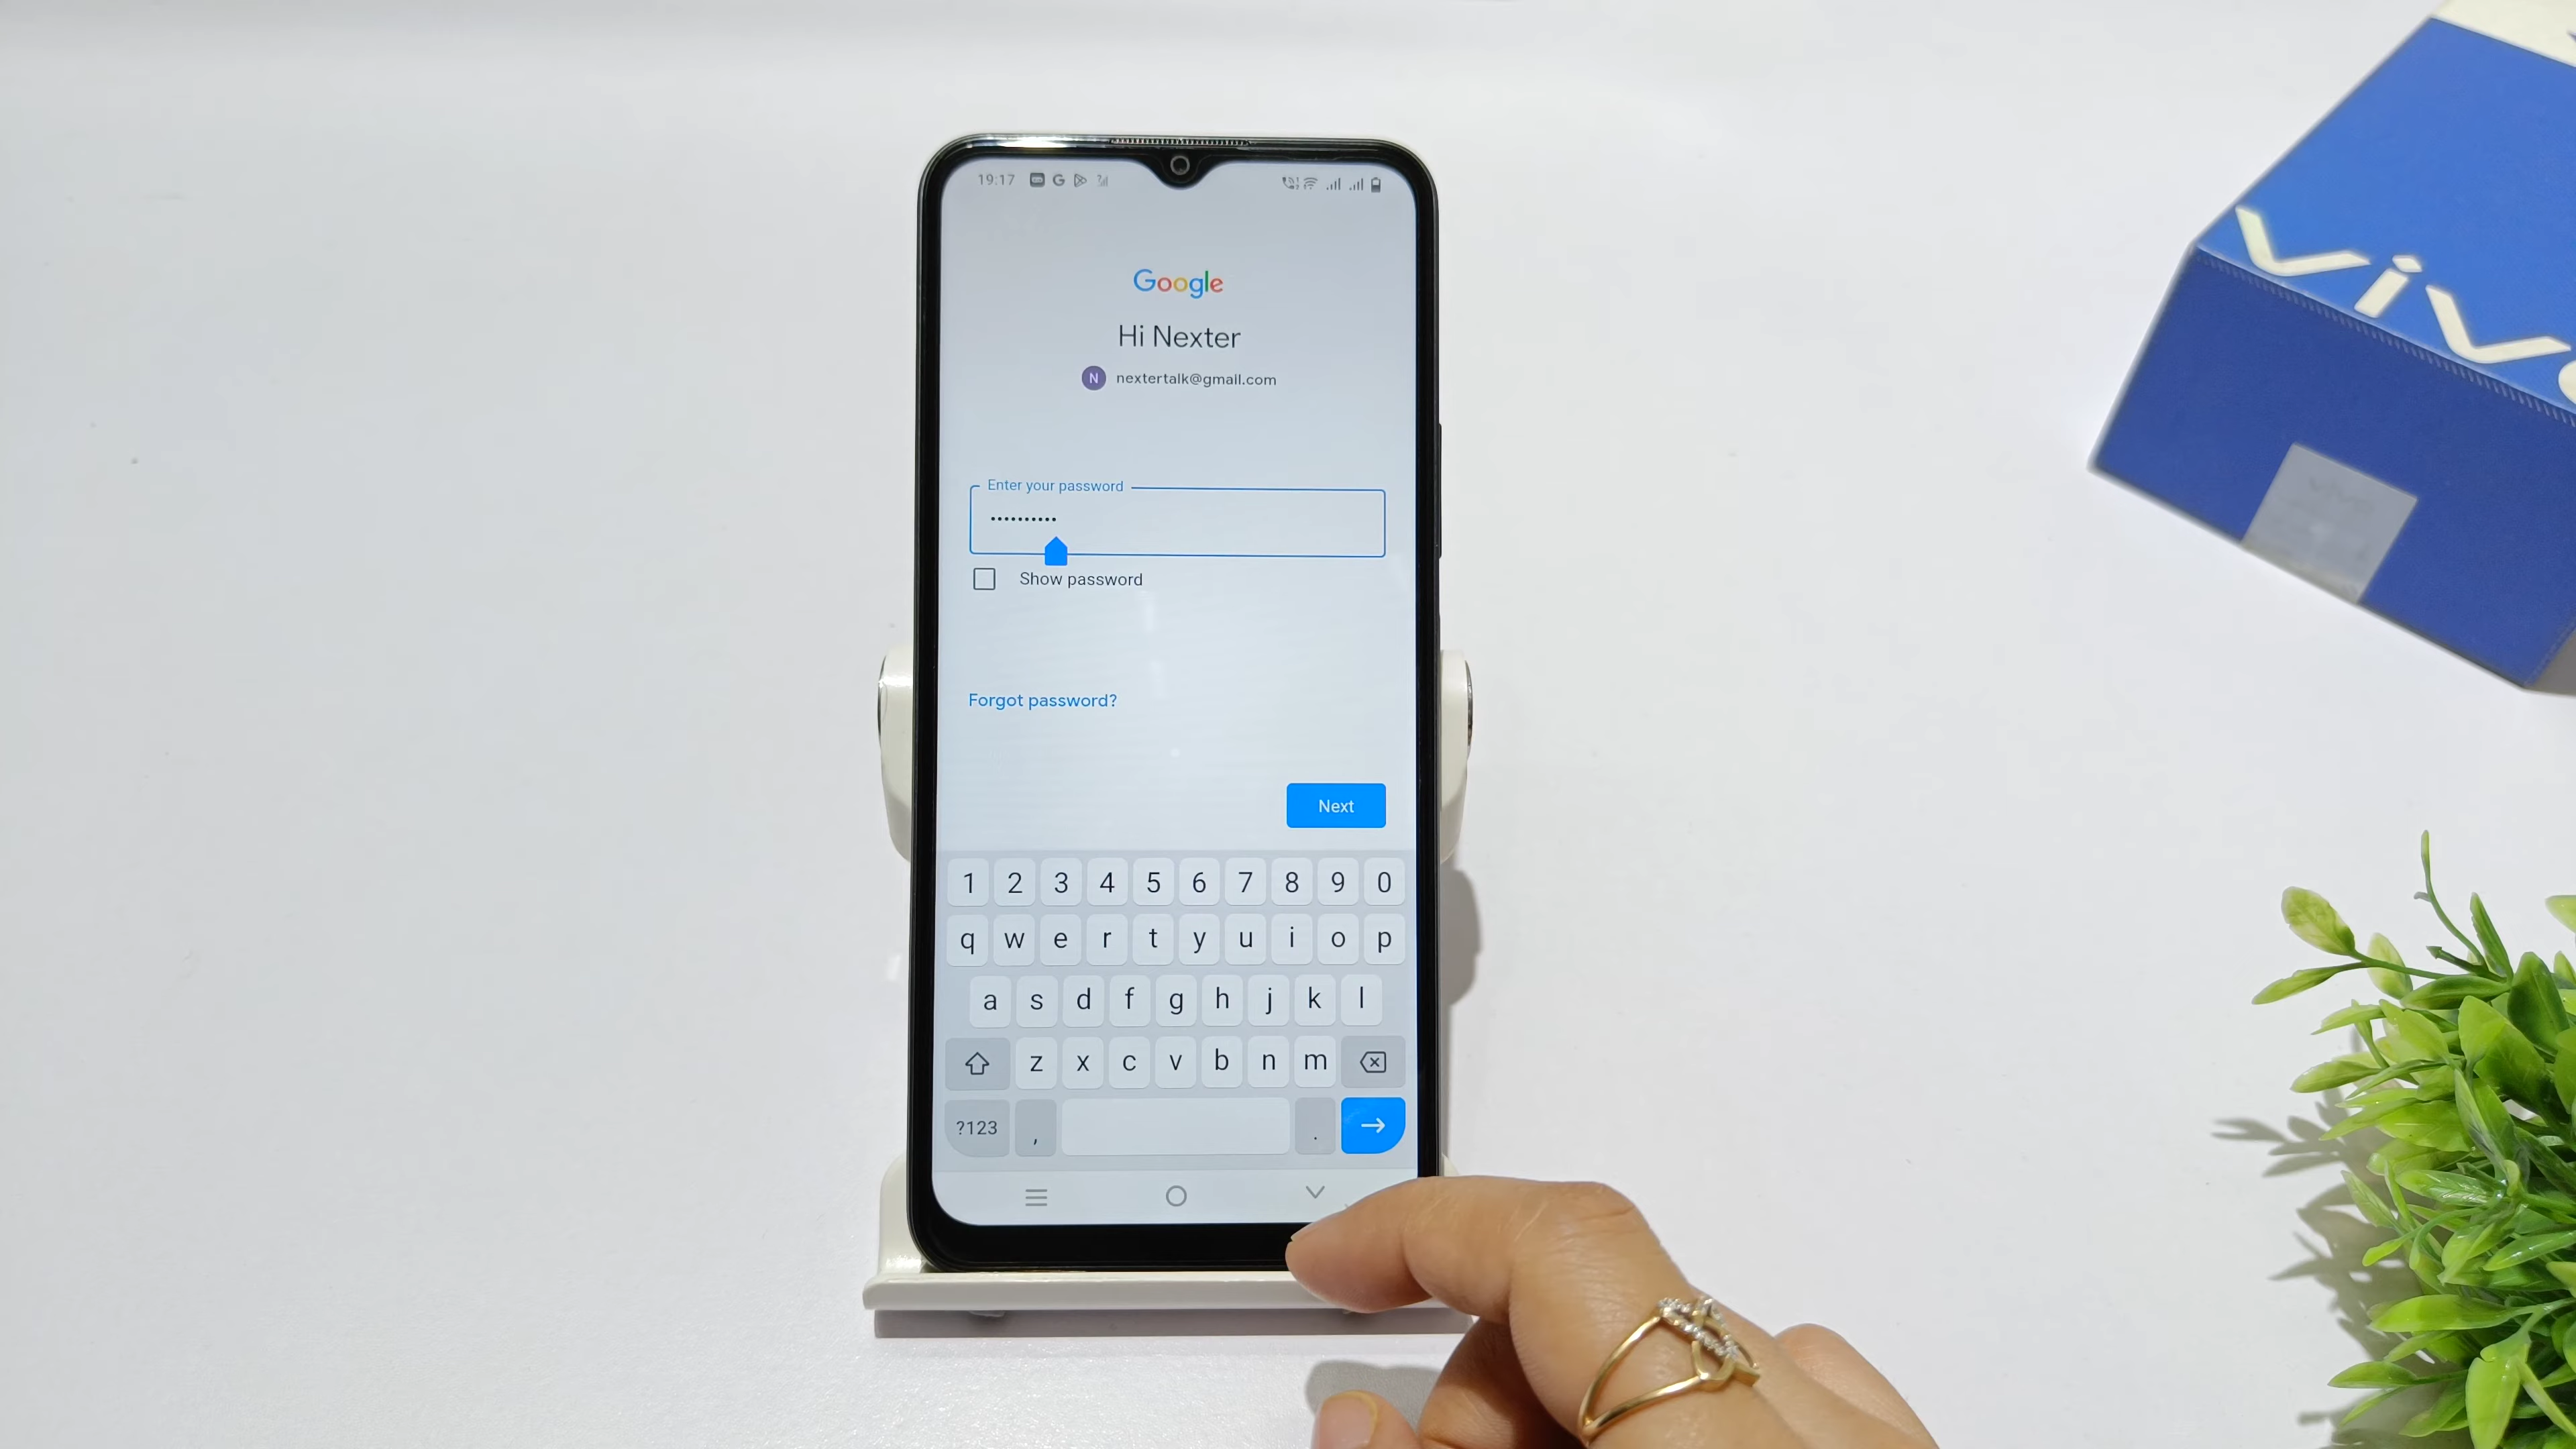 19:17
Google
Hi Nexter
N nextertalk@gmail.com
Enter your password
••••••••••
Show password
Forgot password?
Next
1 2 3 4 5 6 7 8 9 0
q w e r t y u i o p
a s d f g h j k l
z x c v b n m
?123 , .
vivo